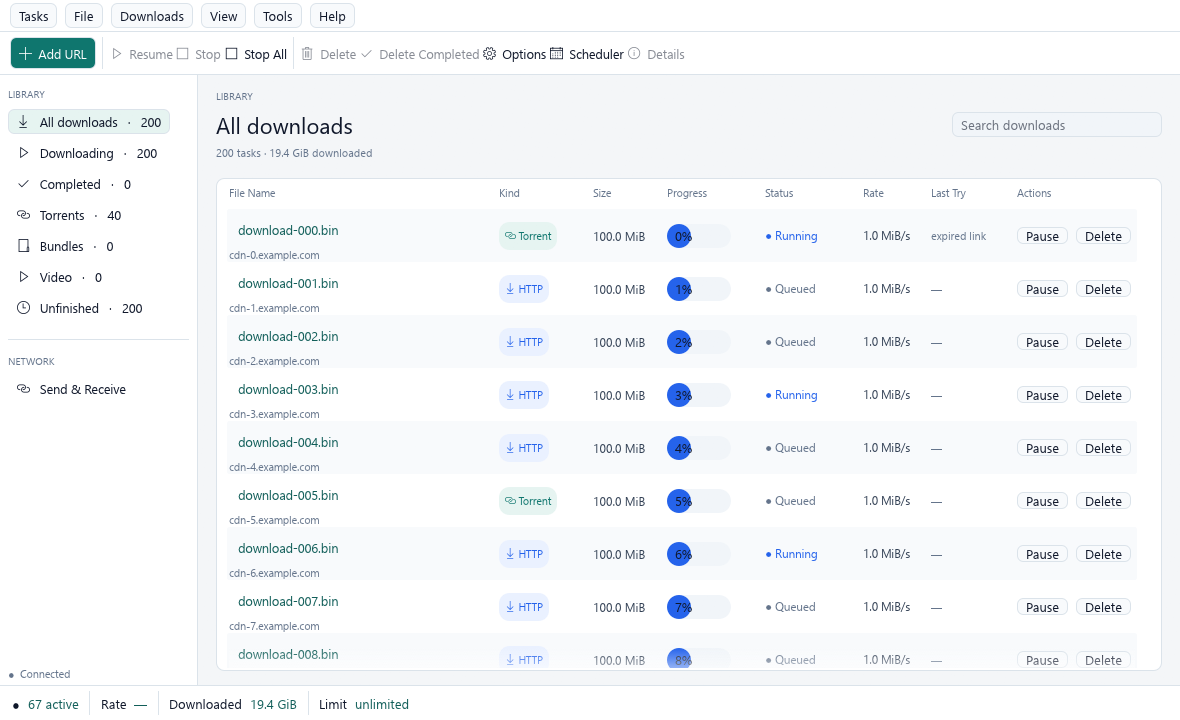 Tasks File Downloads View Tools Help
Add URL Resume Stop Stop All Delete Delete Completed Options Scheduler Details
LIBRARY
All downloads · 200
Downloading · 200
Completed · 0
Torrents · 40
Bundles · 0
Video · 0
Unfinished · 200
NETWORK
Send & Receive
• Connected
LIBRARY
All downloads
Search downloads
200 tasks · 19.4 GiB downloaded
File Name Kind Size Progress Status Rate Last Try Actions
download-000.bin Torrent 100.0 MiB 0% • Running 1.0 MiB/s expired link Pause Delete
cdn-0.example.com
download-001.bin HTTP 100.0 MiB 1% • Queued 1.0 MiB/s — Pause Delete
cdn-1.example.com
download-002.bin HTTP 100.0 MiB 2% • Queued 1.0 MiB/s — Pause Delete
cdn-2.example.com
download-003.bin HTTP 100.0 MiB 3% • Running 1.0 MiB/s — Pause Delete
cdn-3.example.com
download-004.bin HTTP 100.0 MiB 4% • Queued 1.0 MiB/s — Pause Delete
cdn-4.example.com
download-005.bin Torrent 100.0 MiB 5% • Queued 1.0 MiB/s — Pause Delete
cdn-5.example.com
download-006.bin HTTP 100.0 MiB 6% • Running 1.0 MiB/s — Pause Delete
cdn-6.example.com
download-007.bin HTTP 100.0 MiB 7% • Queued 1.0 MiB/s — Pause Delete
cdn-7.example.com
download-008.bin HTTP 100.0 MiB 8% • Queued 1.0 MiB/s — Pause Delete
• 67 active Rate — Downloaded 19.4 GiB Limit unlimited